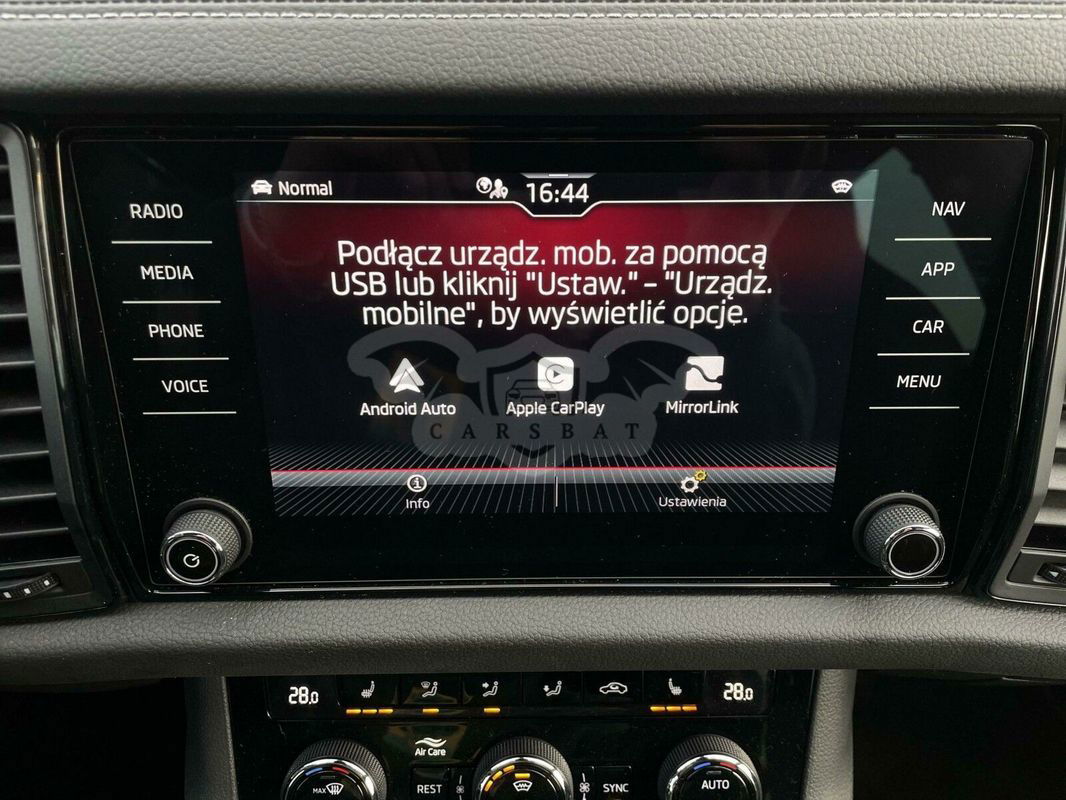 Normal
16:44
RADIO
MEDIA
PHONE
VOICE
NAV
APP
CAR
MENU
Podłącz urządz. mob. za pomocą
USB lub kliknij "Ustaw." - "Urządz.
mobilne", by wyświetlić opcje.
Android Auto
Apple CarPlay
MirrorLink
CARSBAT
Info
Ustawienia
28.0
28.0
Air Care
MAX
REST
SYNC
AUTO